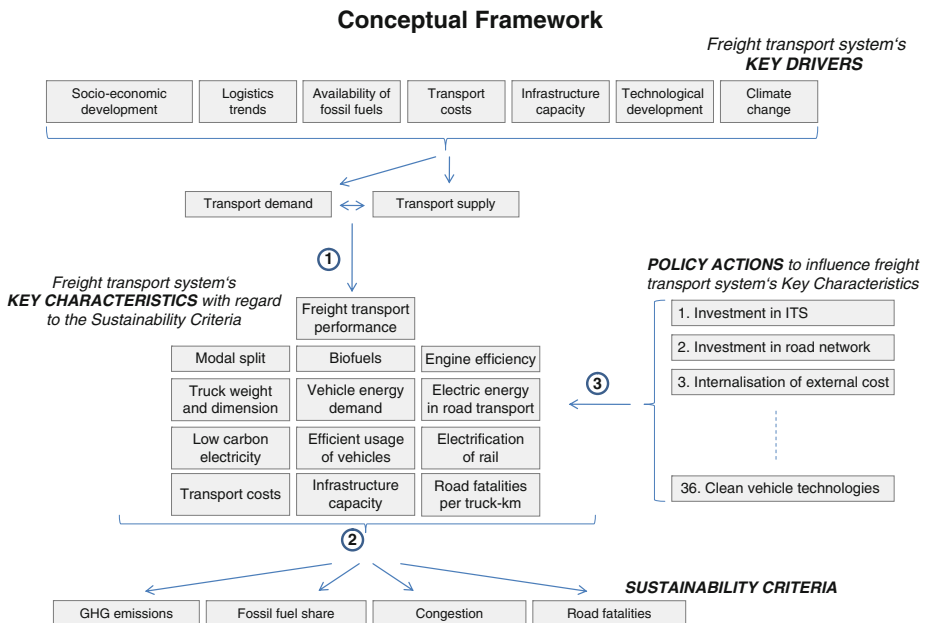 Conceptual Framework
Freight transport system's
KEY DRIVERS
Socio-economic
development
Logistics
trends
Availability of
fossil fuels
Transport
costs
Infrastructure
capacity
Technological
development
Climate
change
Transport demand
Transport supply
1
Freight transport system's
KEY CHARACTERISTICS with regard
to the Sustainability Criteria
POLICY ACTIONS to influence freight
transport system's Key Characteristics
Freight transport
performance
Modal split
Biofuels
Engine efficiency
Truck weight
and dimension
Vehicle energy
demand
Electric energy
in road transport
Low carbon
electricity
Efficient usage
of vehicles
Electrification
of rail
Transport costs
Infrastructure
capacity
Road fatalities
per truck-km
3
1. Investment in ITS
2. Investment in road network
3. Internalisation of external cost
36. Clean vehicle technologies
2
SUSTAINABILITY CRITERIA
GHG emissions
Fossil fuel share
Congestion
Road fatalities